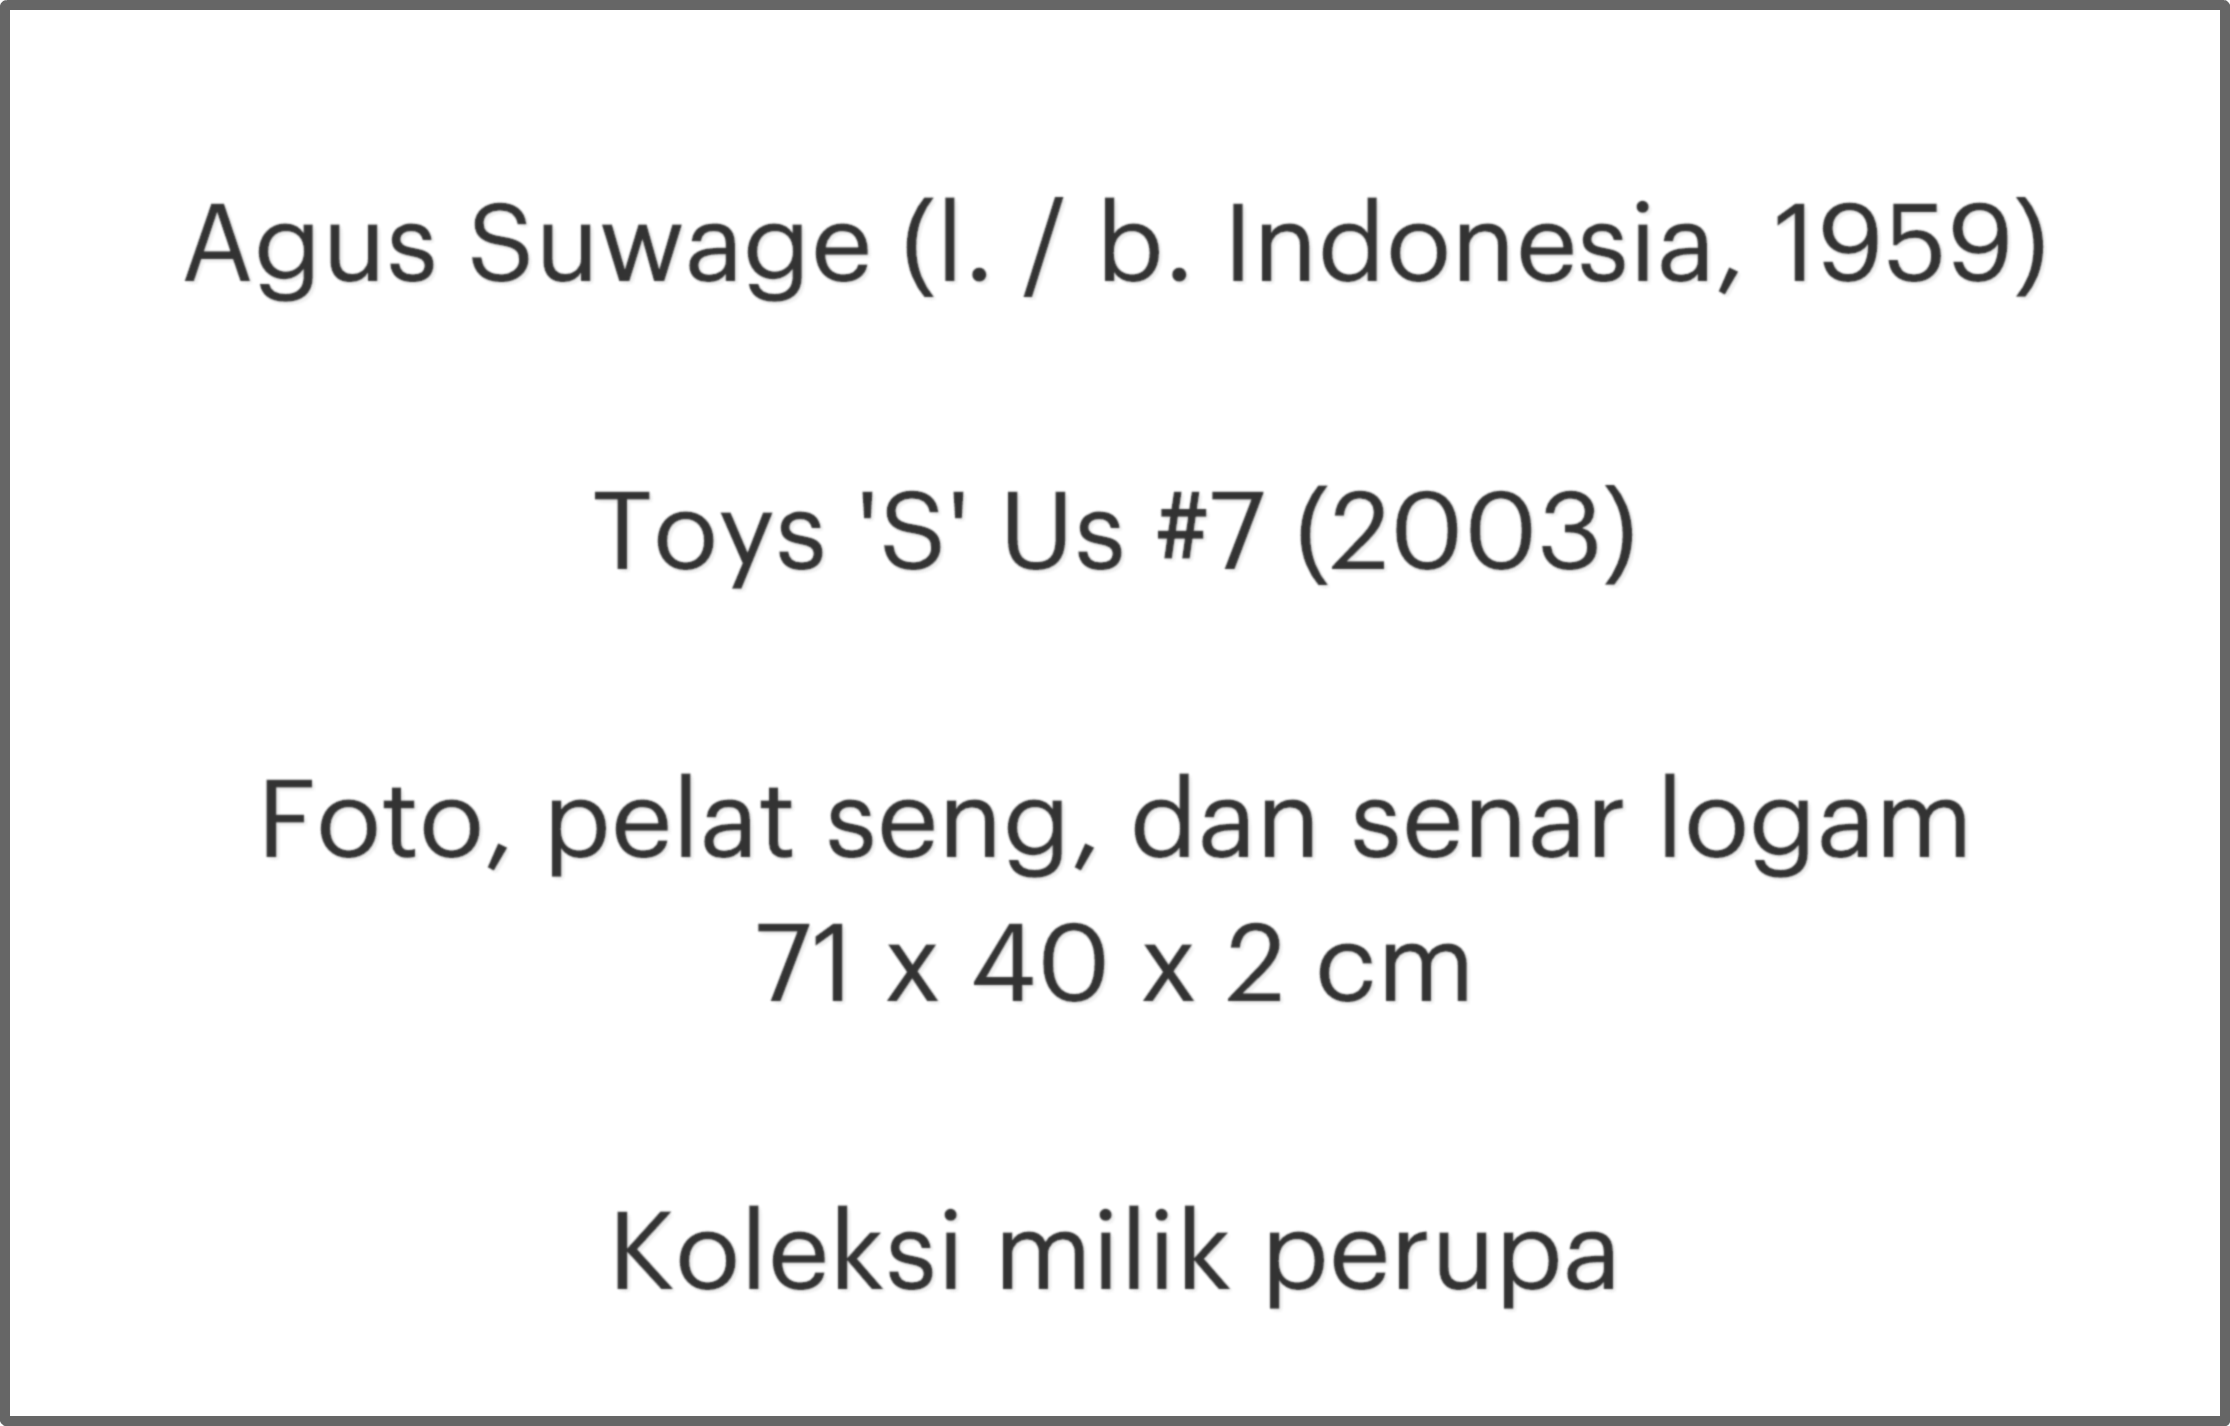 Agus Suwage (l. / b. Indonesia, 1959)
Toys 'S' Us #7 (2003)
Foto, pelat seng, dan senar logam
71 x 40 x 2 cm
Koleksi milik perupa